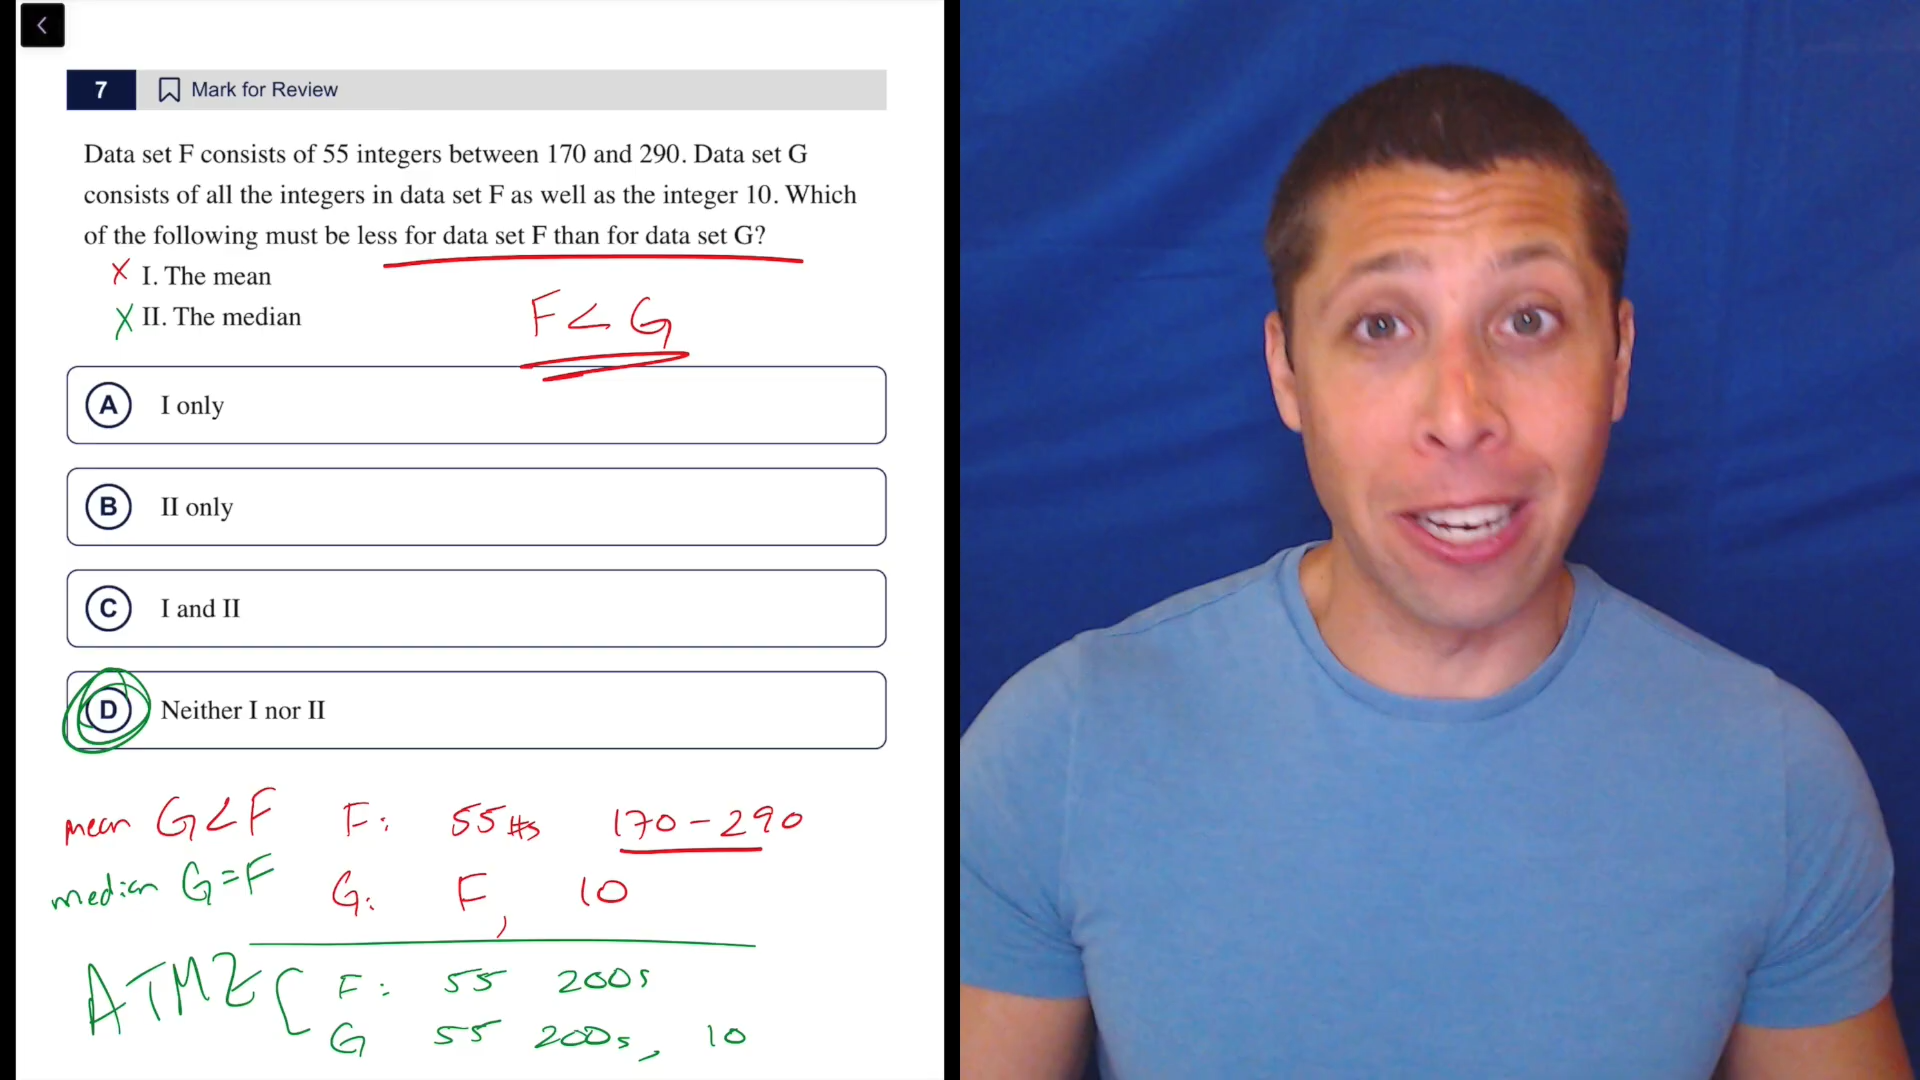 7 Mark for Review
Data set F consists of 55 integers between 170 and 290. Data set G
consists of all the integers in data set F as well as the integer 10. Which
of the following must be less for data set F than for data set G?
X I. The mean
X II. The median
F < G
A I only
B II only
C I and II
D Neither I nor II
mean G<F F: 55 #s 170-290
median G=F G: F, 10
ATME F: 55 200s
G 55 200s, 10